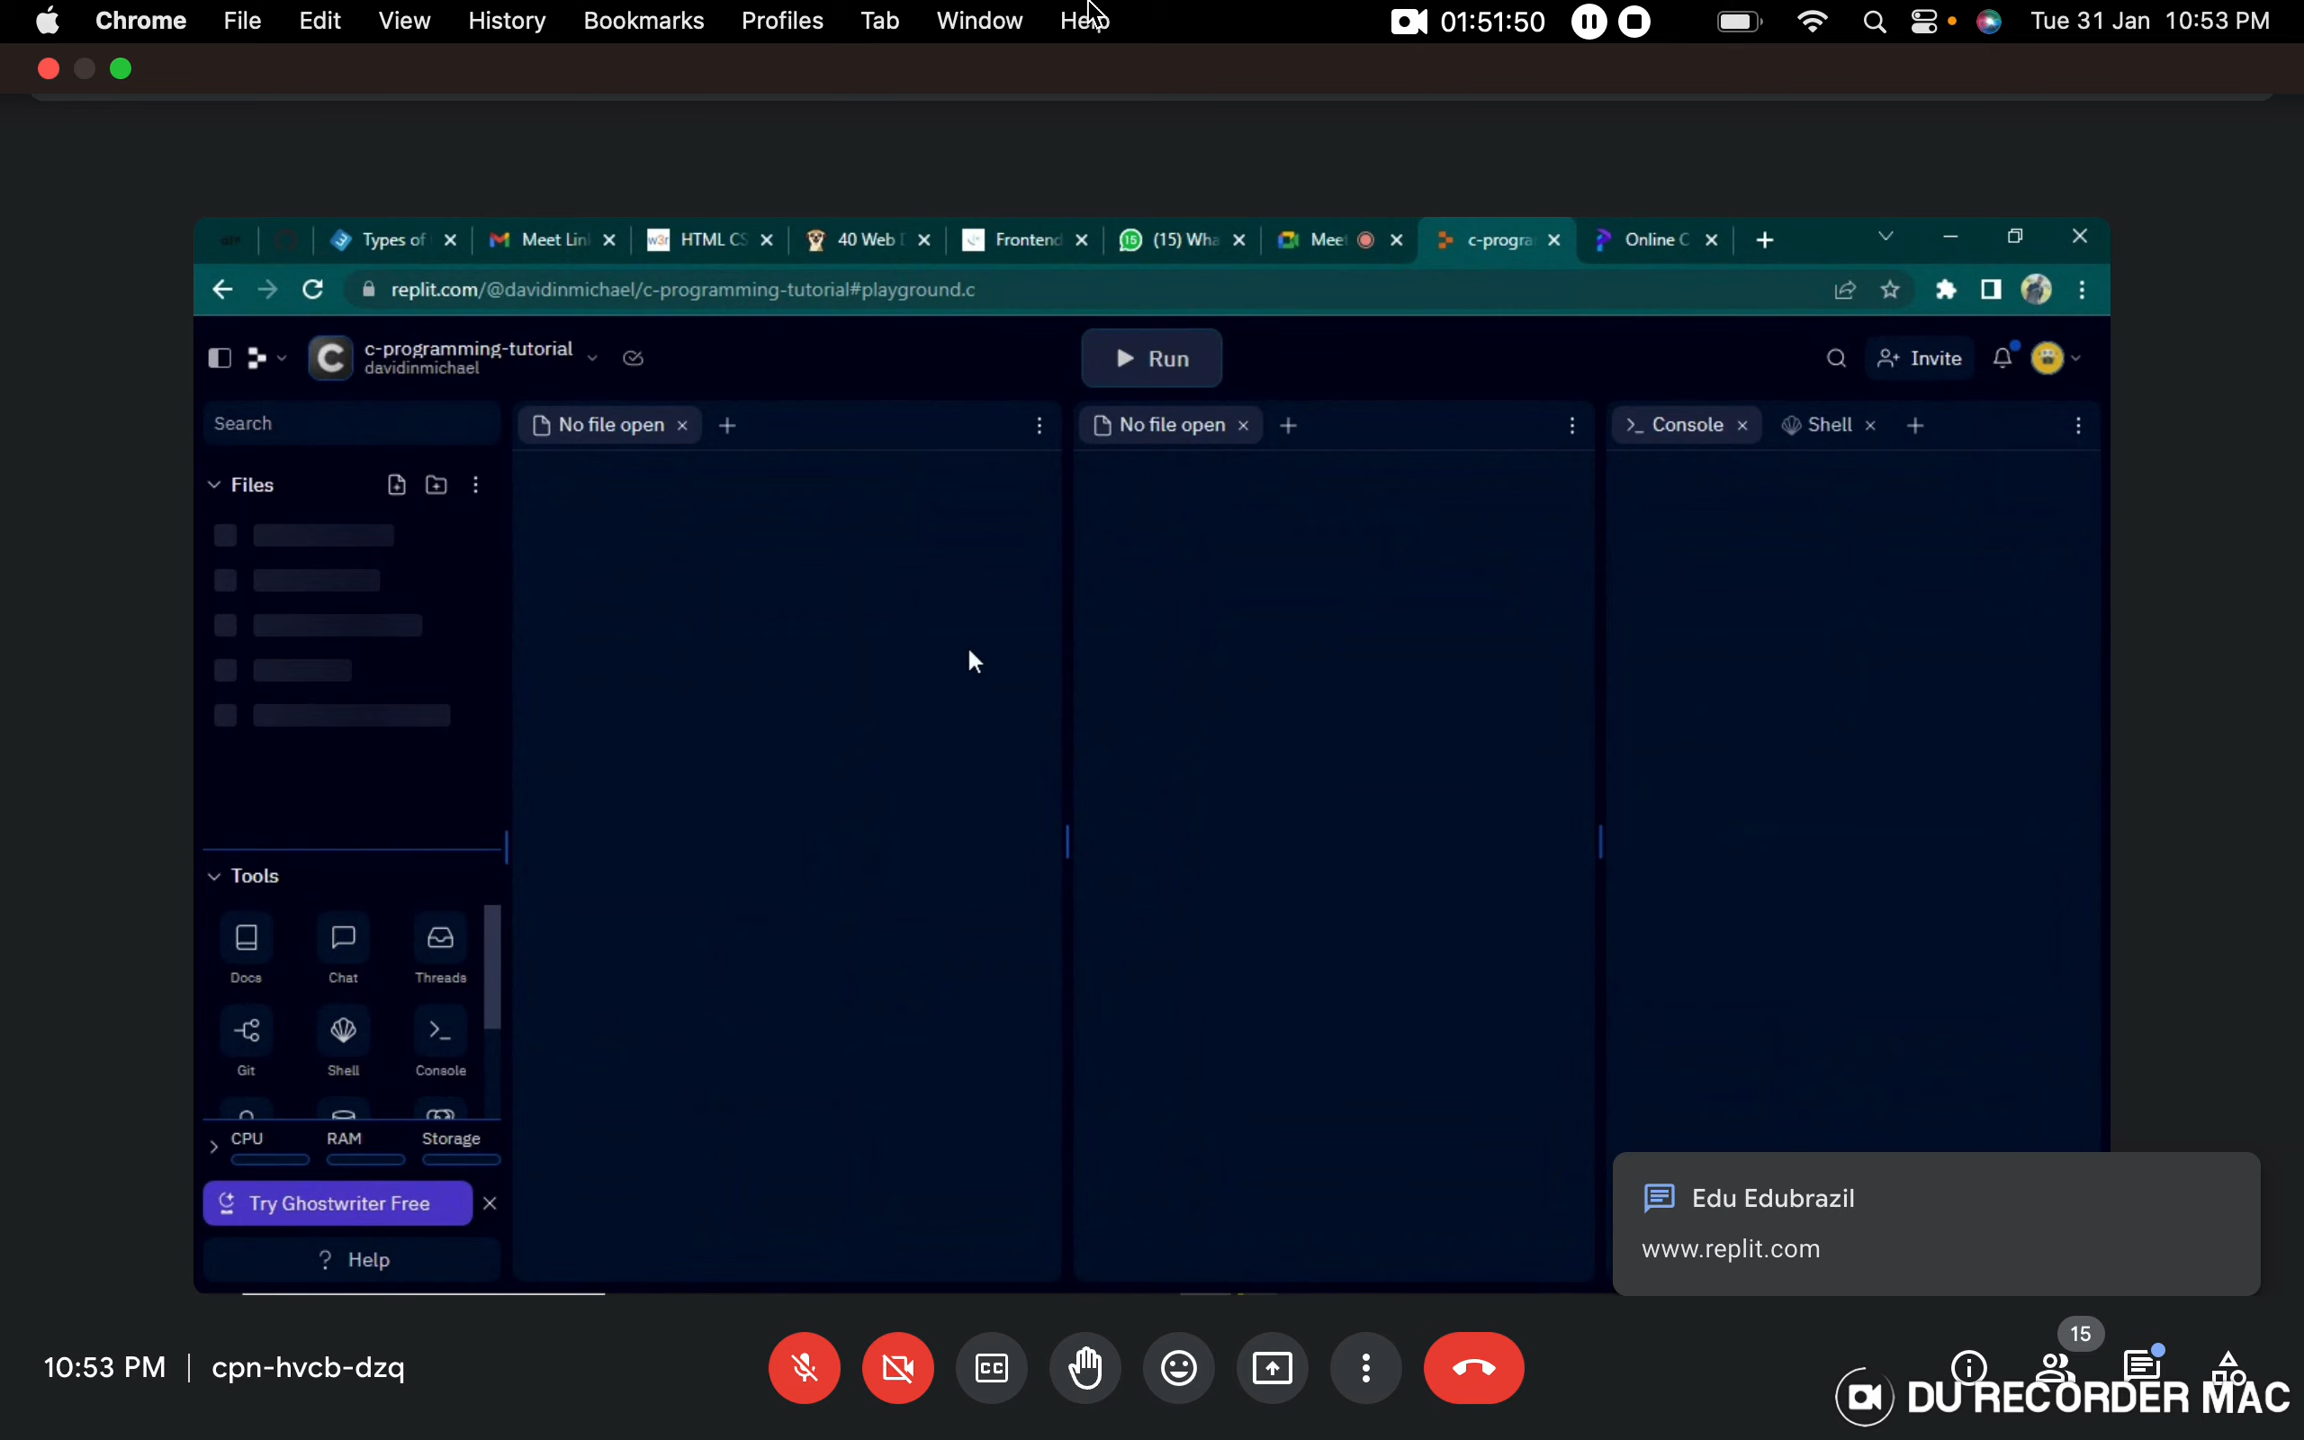 Chrome File Edit View History Bookmarks Profiles Tab Window Help 01:51:50 Tue 31 Jan 10:53 PM
Types of Meet Lin HTML CS 40 Web Frontend (15) Wha Meet c-progra Online C
replit.com/@davidinmichael/c-programming-tutorial#playground.c
c-programming-tutorial
davidinmichael
Run
Invite
Search
No file open
No file open
Console
Shell
Files
Tools
Docs Chat Threads
Git Shell Console
CPU RAM Storage
Try Ghostwriter Free
? Help
Edu Edubrazil
www.replit.com
10:53 PM | cpn-hvcb-dzq
15
DU RECORDER MAC